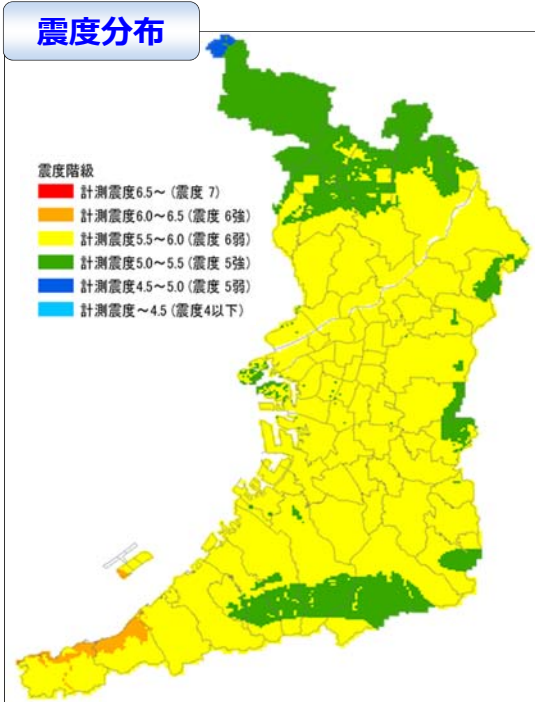 震度分布
震度階級
計測震度6.5～ (震度 7)
計測震度6.0～6.5 (震度 6強)
計測震度5.5～6.0 (震度 6弱)
計測震度5.0～5.5 (震度 5強)
計測震度4.5～5.0 (震度 5弱)
計測震度～4.5 (震度4以下)